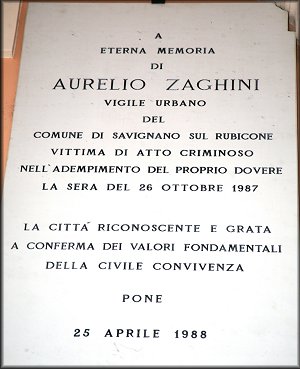 A
ETERNA MEMORIA
DI
AURELIO ZAGHINI
VIGILE URBANO
DEL
COMUNE DI SAVIGNANO SUL RUBICONE
VITTIMA DI ATTO CRIMINOSO
NELL'ADEMPIMENTO DEL PROPRIO DOVERE
LA SERA DEL 26 OTTOBRE 1987
LA CITTÀ RICONOSCENTE E GRATA
A CONFERMA DEI VALORI FONDAMENTALI
DELLA CIVILE CONVIVENZA
PONE
25 APRILE 1988